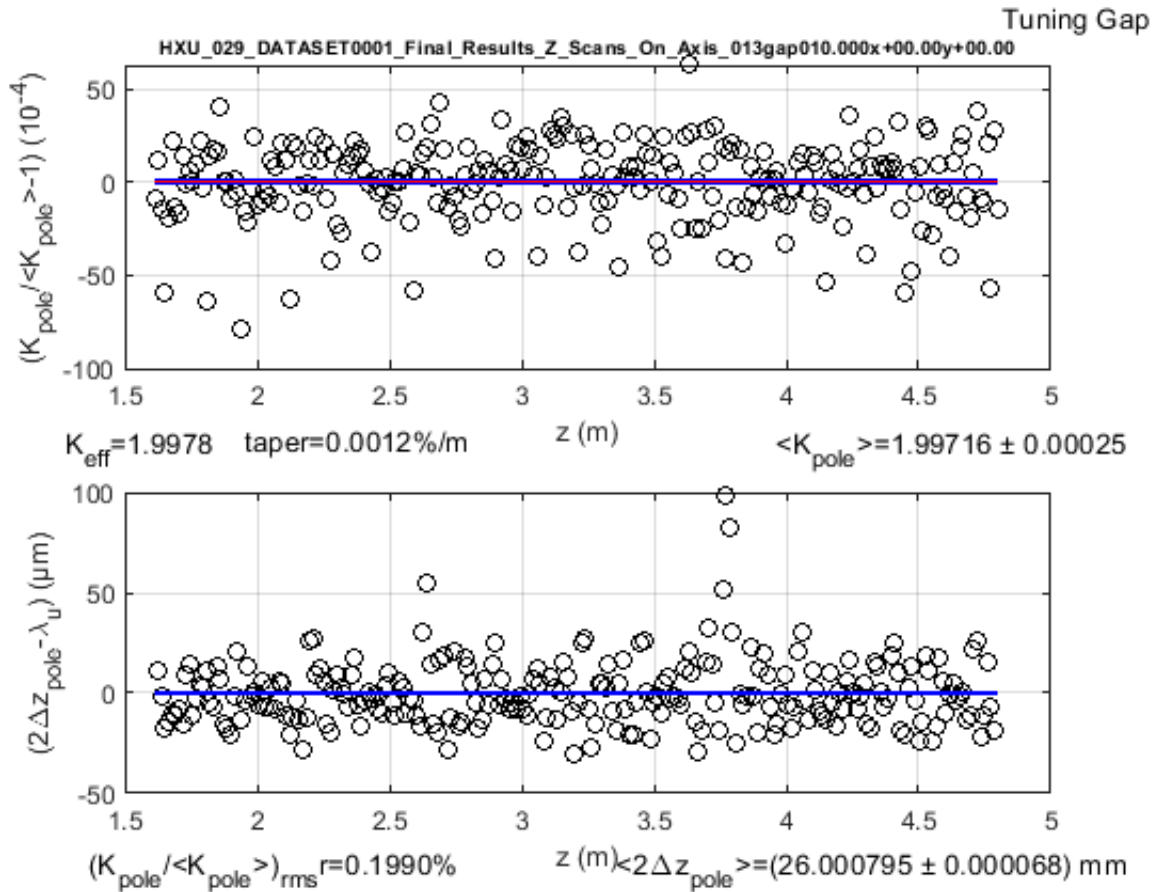 Tuning Gap
HXU_029_DATASET0001_Final_Results_Z_Scans_On_Axis_013gap010.000x+00.00y+00.00
(K_pole/<K_pole>-1) (10^-4)
50
0
-50
-100
1.5 2 2.5 3 3.5 4 4.5 5
z (m)
K_eff=1.9978 taper=0.0012%/m <K_pole>=1.99716 ± 0.00025
(2Δz_pole-λ_u) (μm)
100
50
0
-50
1.5 2 2.5 3 3.5 4 4.5 5
z (m)
(K_pole/<K_pole>)_rms r=0.1990% <2Δz_pole>=(26.000795 ± 0.000068) mm